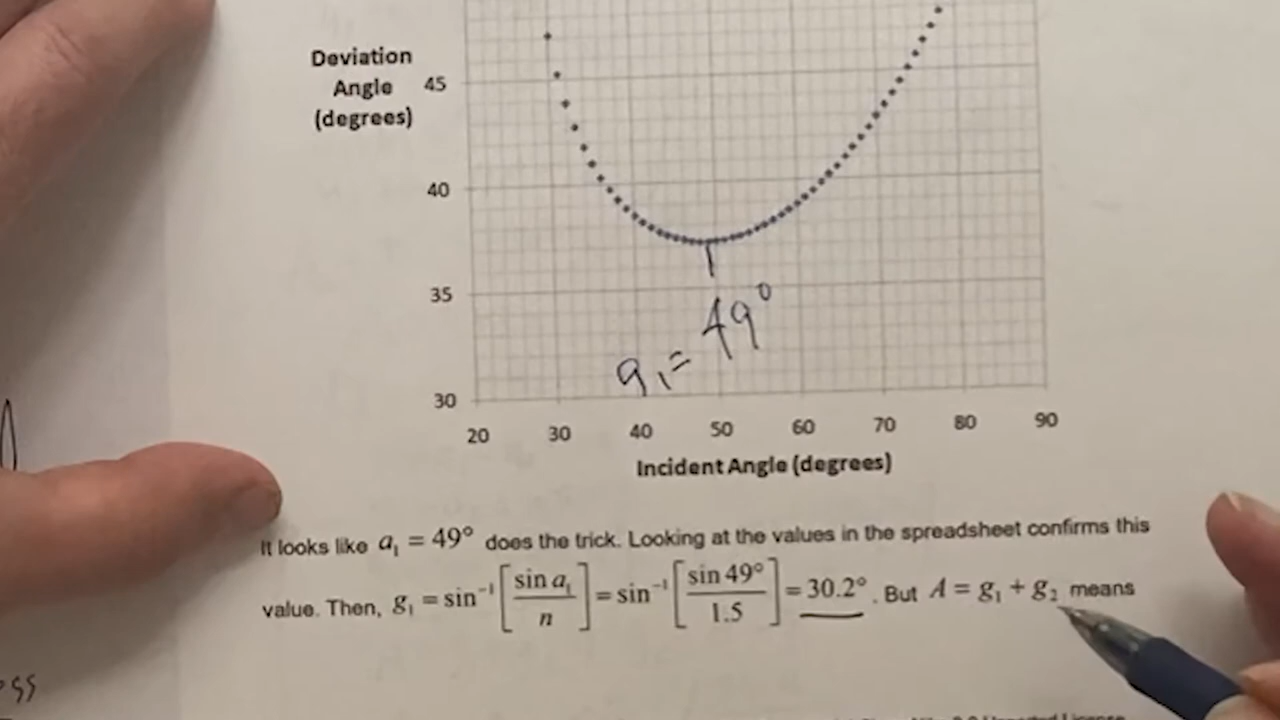 Deviation
Angle
(degrees)
45
40
35
30
a₁ = 49°
20 30 40 50 60 70 80 90
Incident Angle (degrees)
It looks like a₁ = 49° does the trick. Looking at the values in the spreadsheet confirms this
value. Then, g₁ = sin⁻¹[sin a₁ / n] = sin⁻¹[sin 49° / 1.5] = 30.2°. But A = g₁ + g₂ means